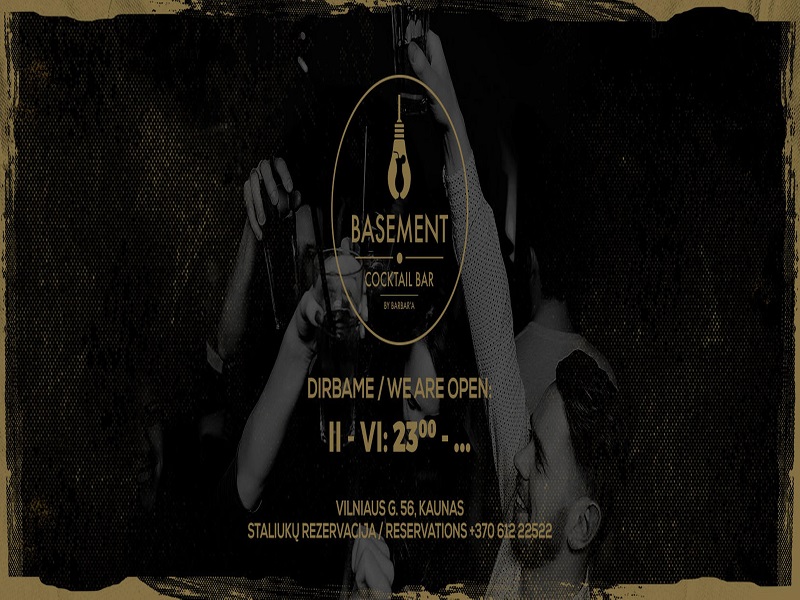 BASEMENT
COCKTAIL BAR
BY BARBAR'A
DIRBAME / WE ARE OPEN:
II - VI: 23⁰⁰ - ...
VILNIAUS G. 56, KAUNAS
STALIUKŲ REZERVACIJA / RESERVATIONS +370 612 22522